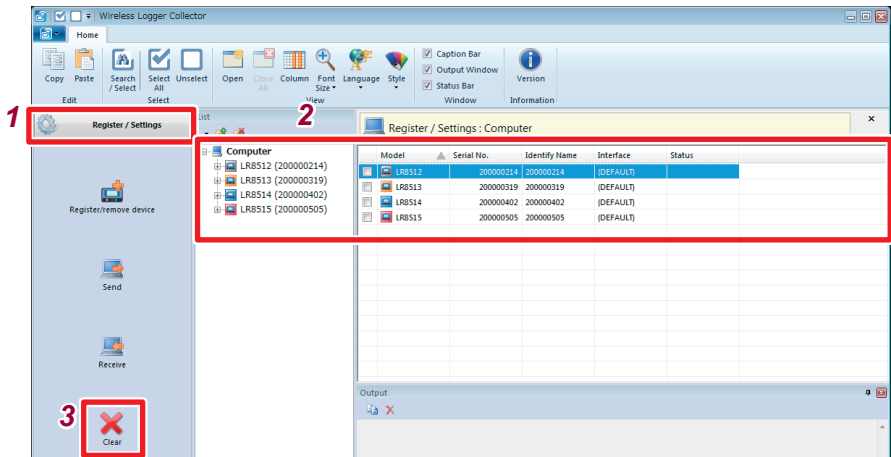 Wireless Logger Collector
Home
Caption Bar
Output Window
Status Bar
Copy Paste Search / Select Select All Unselect Open Close All Column Font Size Language Style Version
Edit Select View Window Information
1 Register / Settings
List
2
Register / Settings : Computer
Computer
LR8512 (200000214)
LR8513 (200000319)
LR8514 (200000402)
LR8515 (200000505)
Model Serial No. Identify Name Interface Status
LR8512 200000214 200000214 (DEFAULT)
LR8513 200000319 200000319 (DEFAULT)
LR8514 200000402 200000402 (DEFAULT)
LR8515 200000505 200000505 (DEFAULT)
Register/remove device
Send
Receive
3
Clear
Output